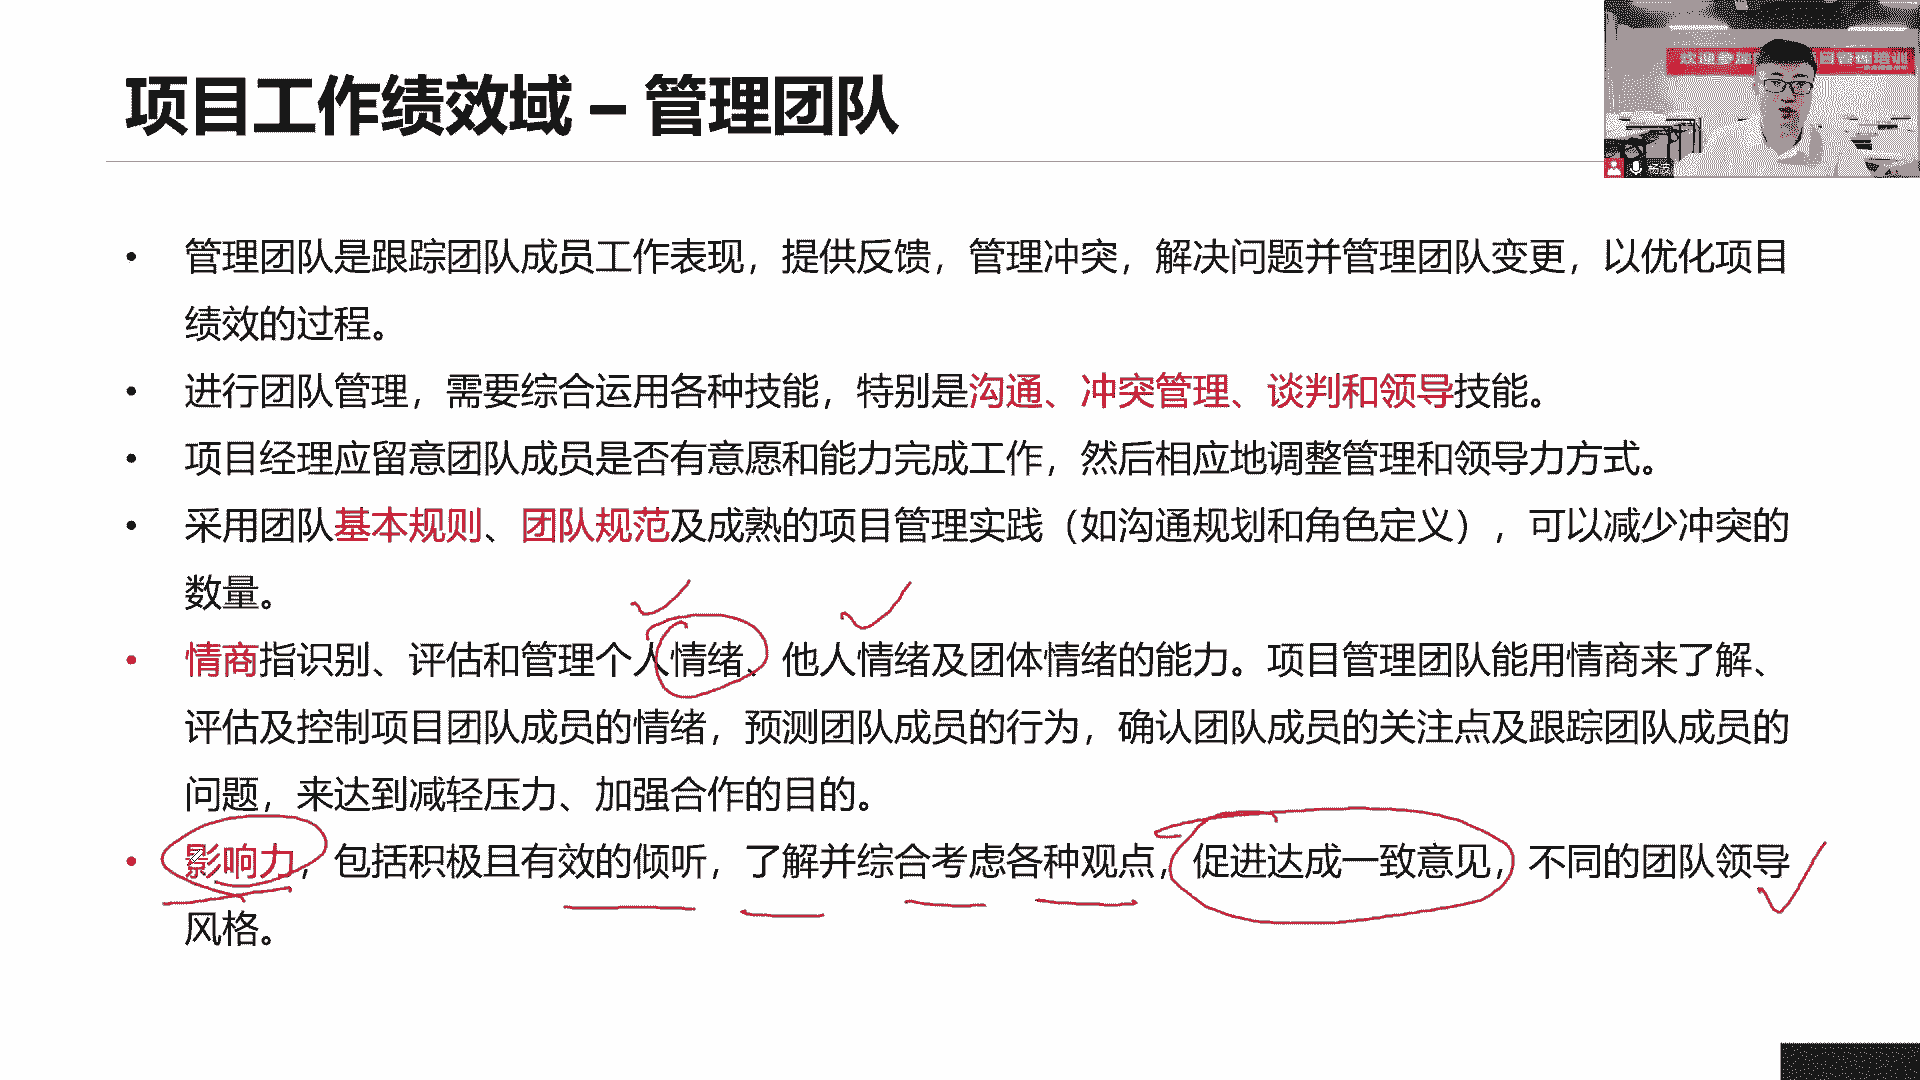 项目工作绩效域 – 管理团队
• 管理团队是跟踪团队成员工作表现，提供反馈，管理冲突，解决问题并管理团队变更，以优化项目
绩效的过程。
• 进行团队管理，需要综合运用各种技能，特别是沟通、冲突管理、谈判和领导技能。
• 项目经理应留意团队成员是否有意愿和能力完成工作，然后相应地调整管理和领导力方式。
• 采用团队基本规则、团队规范及成熟的项目管理实践（如沟通规划和角色定义），可以减少冲突的
数量。
• 情商指识别、评估和管理个人情绪、他人情绪及团体情绪的能力。项目管理团队能用情商来了解、
评估及控制项目团队成员的情绪，预测团队成员的行为，确认团队成员的关注点及跟踪团队成员的
问题，来达到减轻压力、加强合作的目的。
• 影响力，包括积极且有效的倾听，了解并综合考虑各种观点，促进达成一致意见，不同的团队领导
风格。